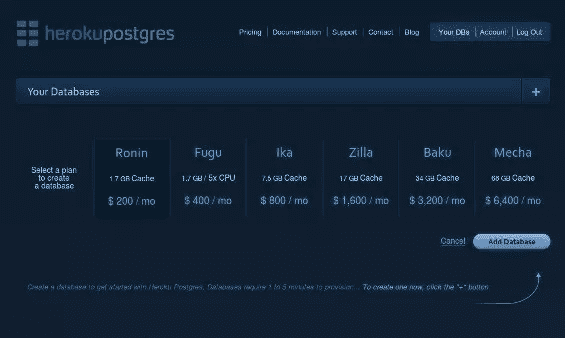 herokupostgres
Pricing Documentation Support Contact Blog Your DBs Account Log Out
Your Databases +
Select a plan
to create
a database
Ronin
1.7 GB Cache
$ 200 / mo
Fugu
1.7 GB / 5x CPU
$ 400 / mo
Ika
7.5 GB Cache
$ 800 / mo
Zilla
17 GB Cache
$ 1,600 / mo
Baku
34 GB Cache
$ 3,200 / mo
Mecha
68 GB Cache
$ 6,400 / mo
Cancel Add Database
Create a database to get started with Heroku Postgres. Databases require 1 to 5 minutes to provision... To create one now, click the "+" button